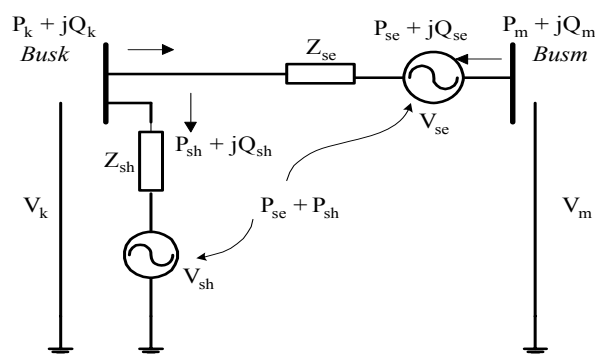 P_k + jQ_k
Busk
Z_se
P_se + jQ_se
P_m + jQ_m
Busm
V_se
P_sh + jQ_sh
Z_sh
V_k
P_se + P_sh
V_m
V_sh